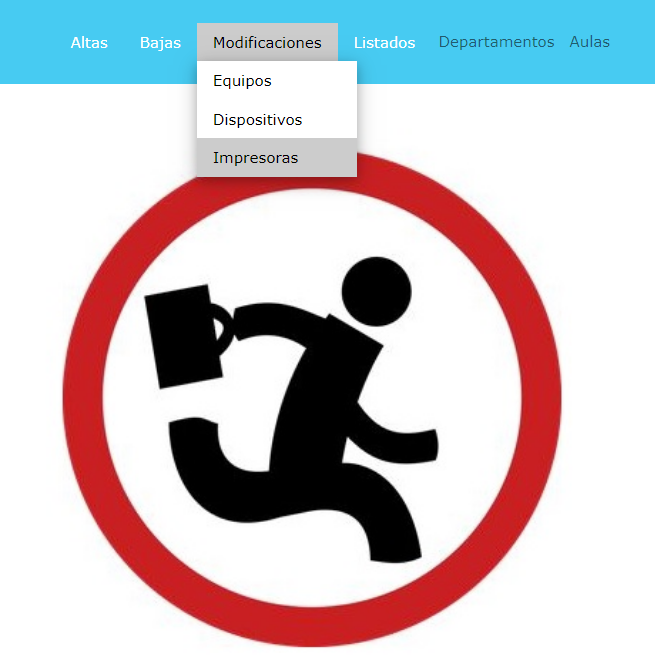 Altas Bajas Modificaciones Listados Departamentos Aulas
Equipos
Dispositivos
Impresoras